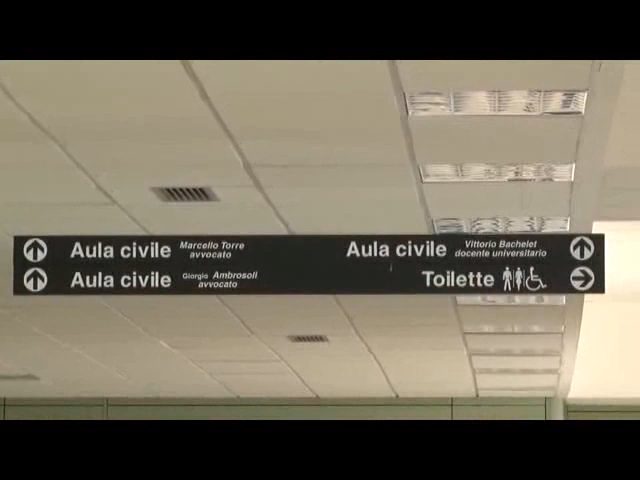 Aula civile Marcello Torre
avvocato
Aula civile Giorgio Ambrosoli
avvocato
Aula civile Vittorio Bachelet
docente universitario
Toilette